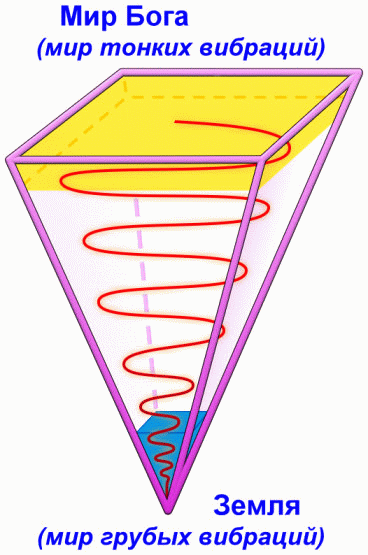 Мир Бога
(мир тонких вибраций)
Земля
(мир грубых вибраций)